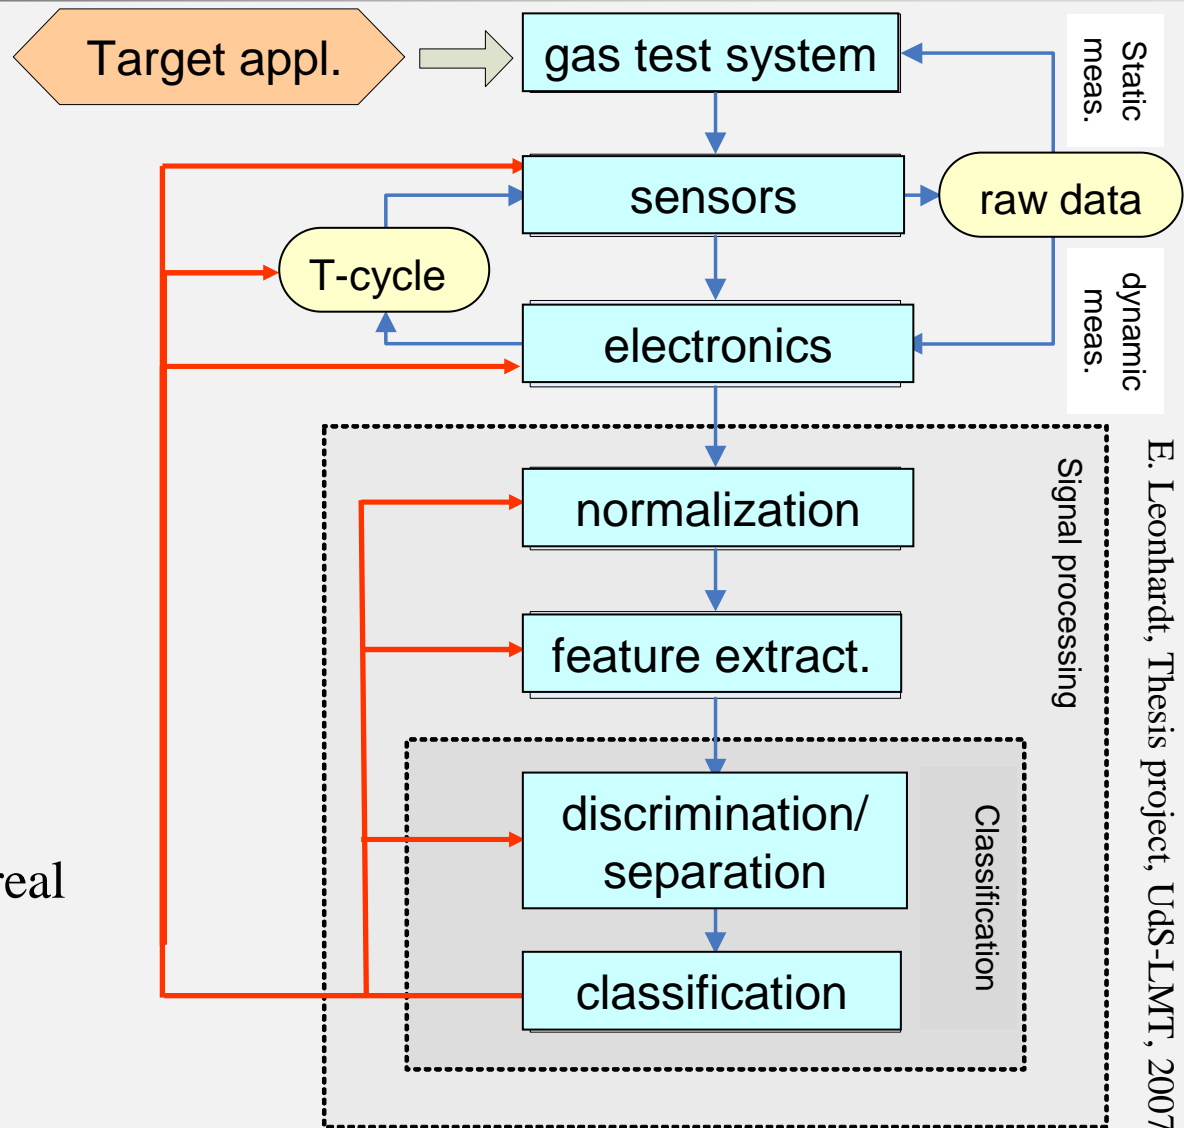 Target appl.
gas test system
Static
meas.
sensors
raw data
T-cycle
dynamic
meas.
electronics
Signal processing
normalization
feature extract.
discrimination/
separation
Classification
classification
real
E. Leonhardt, Thesis project, UdS-LMT, 2007